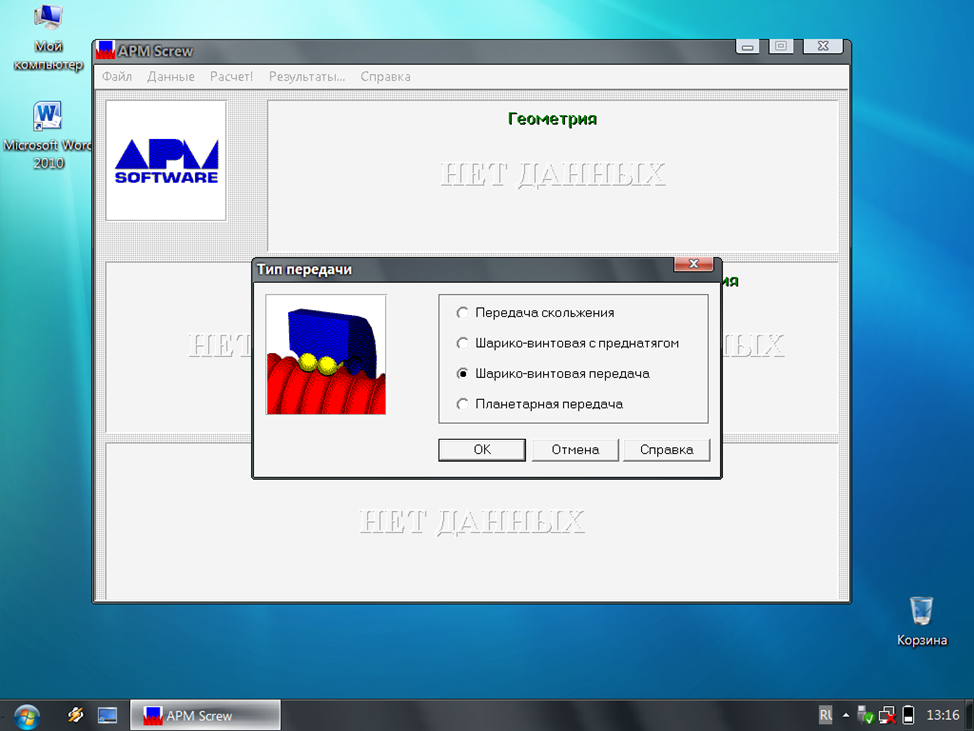 Мой
компьютер
Microsoft Word
2010
APM Screw
Файл Данные Расчет! Результаты... Справка
APM
SOFTWARE
Геометрия
НЕТ ДАННЫХ
Тип передачи
Передача скольжения
Шарико-винтовая с преднатягом
Шарико-винтовая передача
Планетарная передача
OK Отмена Справка
НЕТ ДАННЫХ
Корзина
APM Screw
RU
13:16